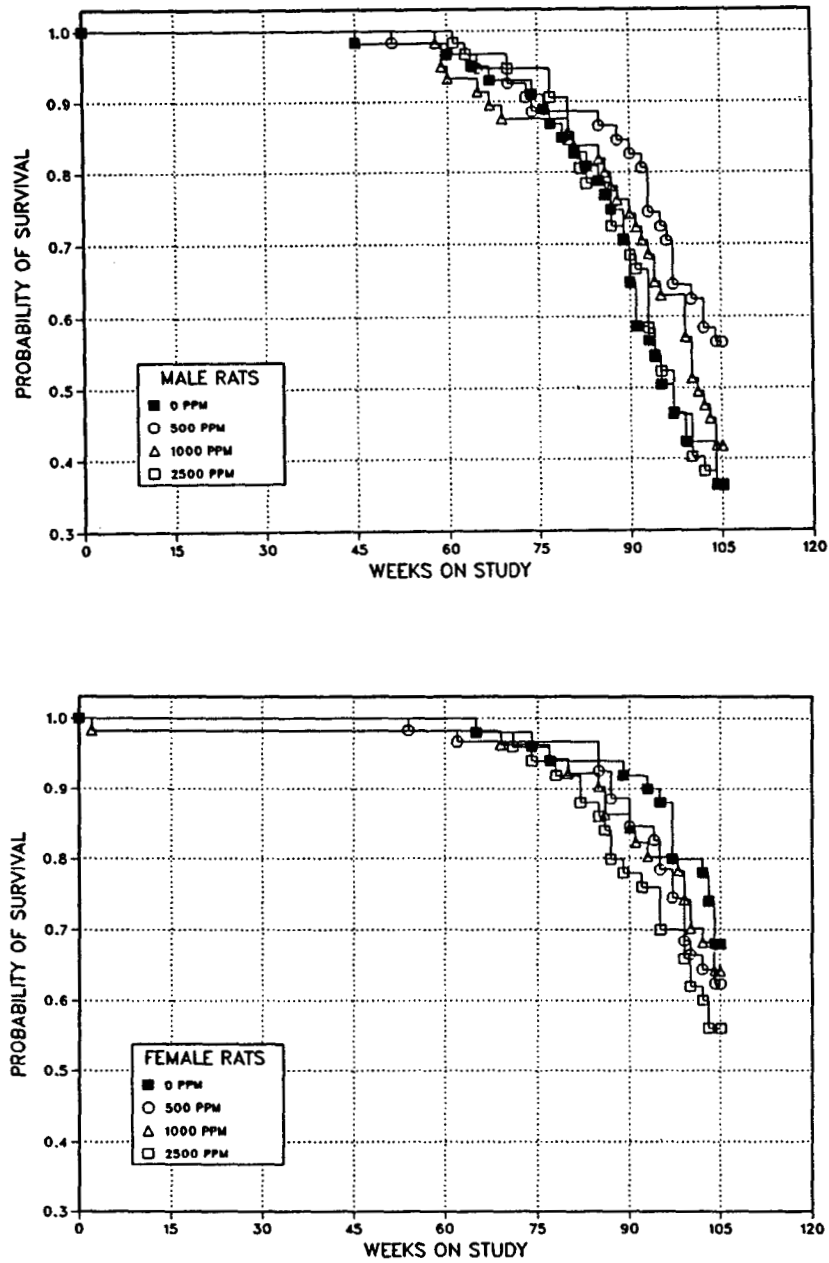 PROBABILITY OF SURVIVAL
1.0
0.9
0.8
0.7
0.6
0.5
0.4
0.3
MALE RATS
0 PPM
500 PPM
1000 PPM
2500 PPM
0 15 30 45 60 75 90 105 120
WEEKS ON STUDY
PROBABILITY OF SURVIVAL
1.0
0.9
0.8
0.7
0.6
0.5
0.4
0.3
FEMALE RATS
0 PPM
500 PPM
1000 PPM
2500 PPM
0 15 30 45 60 75 90 105 120
WEEKS ON STUDY